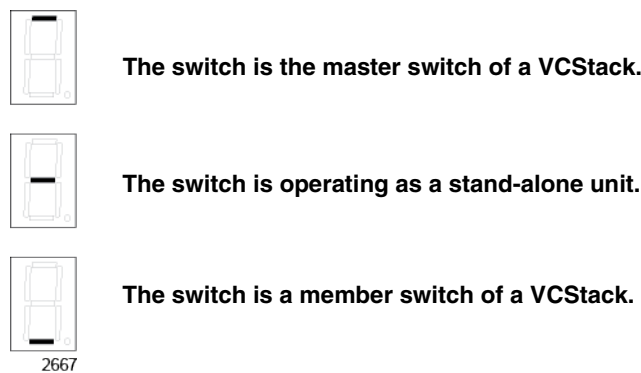 The switch is the master switch of a VCStack.
The switch is operating as a stand-alone unit.
The switch is a member switch of a VCStack.
2667